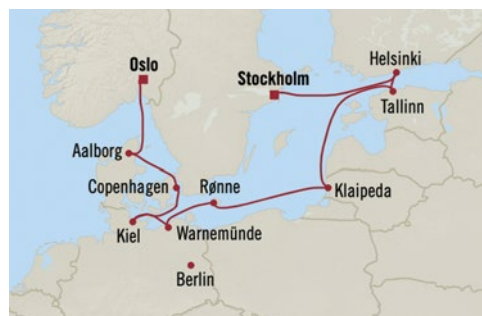 Oslo
Helsinki
Stockholm
Tallinn
Aalborg
Copenhagen
Rønne
Klaipeda
Kiel
Warnemünde
Berlin